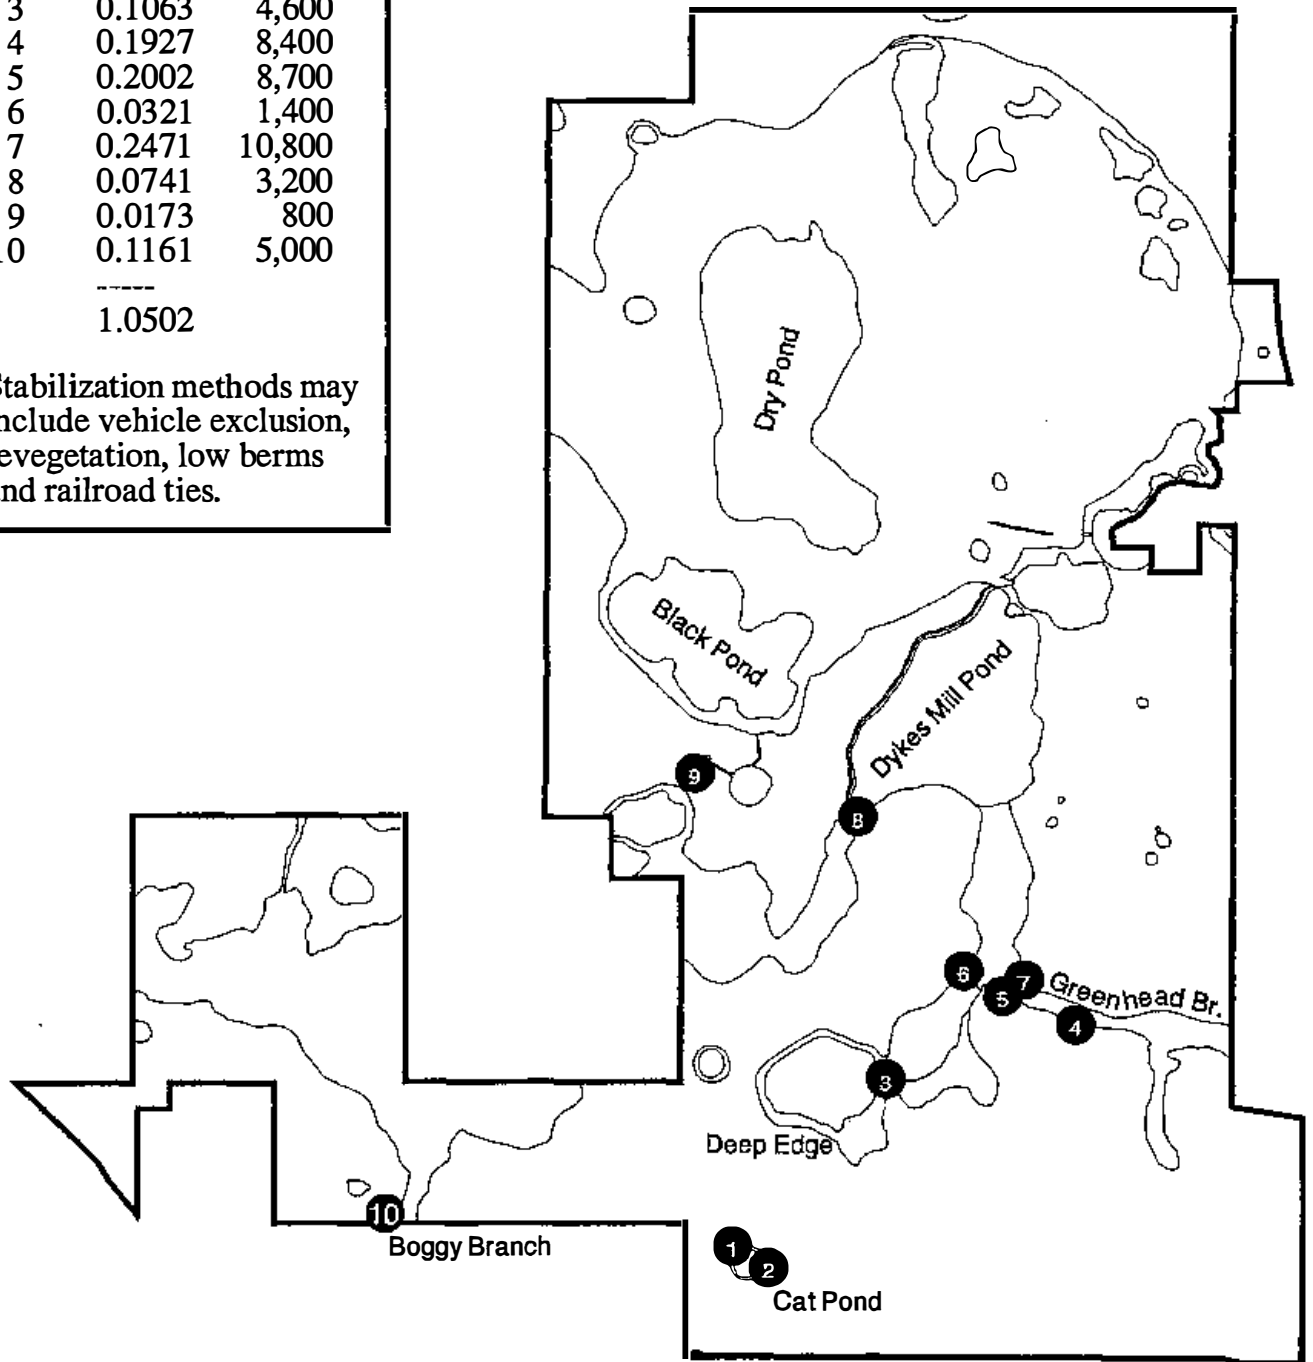 3 0.1063 4,600
4 0.1927 8,400
5 0.2002 8,700
6 0.0321 1,400
7 0.2471 10,800
8 0.0741 3,200
9 0.0173 800
10 0.1161 5,000
-----
1.0502
Stabilization methods may
include vehicle exclusion,
revegetation, low berms
and railroad ties.
Dry Pond
Black Pond
Dykes Mill Pond
9
8
6
7
5
Greenhead Br.
4
3
Deep Edge
10
Boggy Branch
1
2
Cat Pond